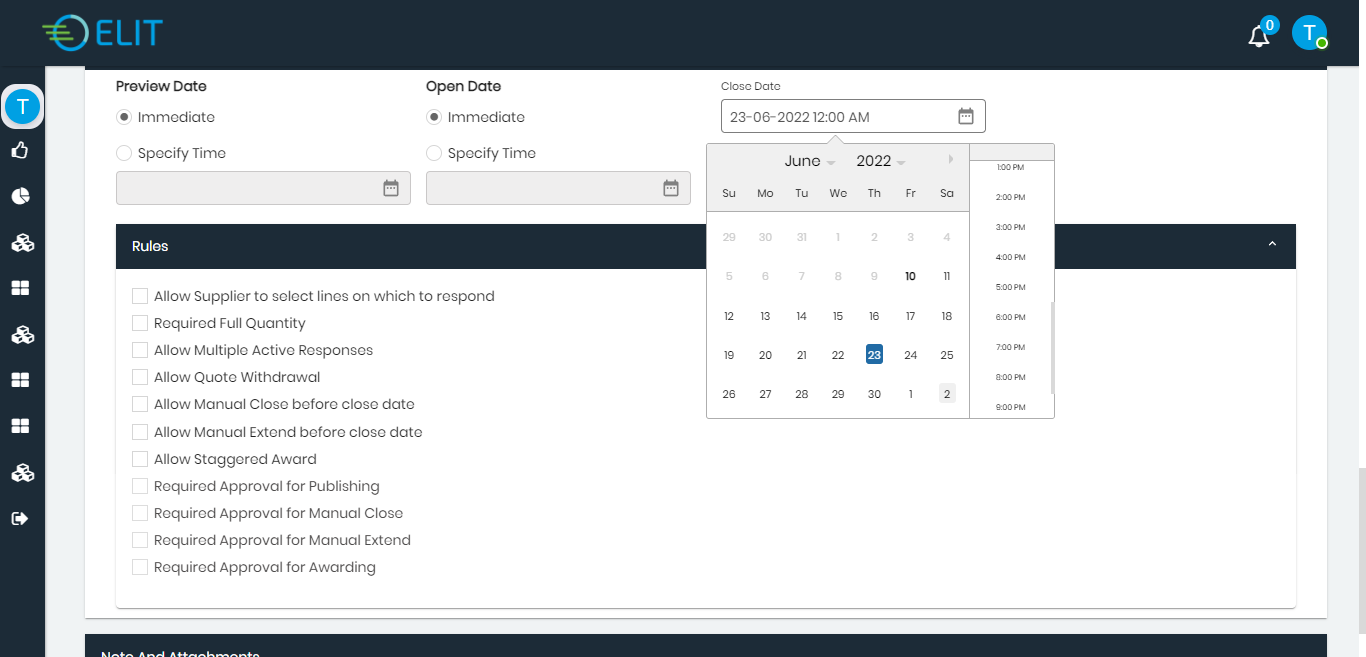 ELIT
0
T
T
Preview Date
Open Date
Close Date
Immediate
Immediate
23-06-2022 12:00 AM
Specify Time
Specify Time
June 2022
Su Mo Tu We Th Fr Sa
29 30 31 1 2 3 4
5 6 7 8 9 10 11
12 13 14 15 16 17 18
19 20 21 22 23 24 25
26 27 28 29 30 1 2
1:00 PM
2:00 PM
3:00 PM
4:00 PM
5:00 PM
6:00 PM
7:00 PM
8:00 PM
9:00 PM
Rules
Allow Supplier to select lines on which to respond
Required Full Quantity
Allow Multiple Active Responses
Allow Quote Withdrawal
Allow Manual Close before close date
Allow Manual Extend before close date
Allow Staggered Award
Required Approval for Publishing
Required Approval for Manual Close
Required Approval for Manual Extend
Required Approval for Awarding
Note And Attachments